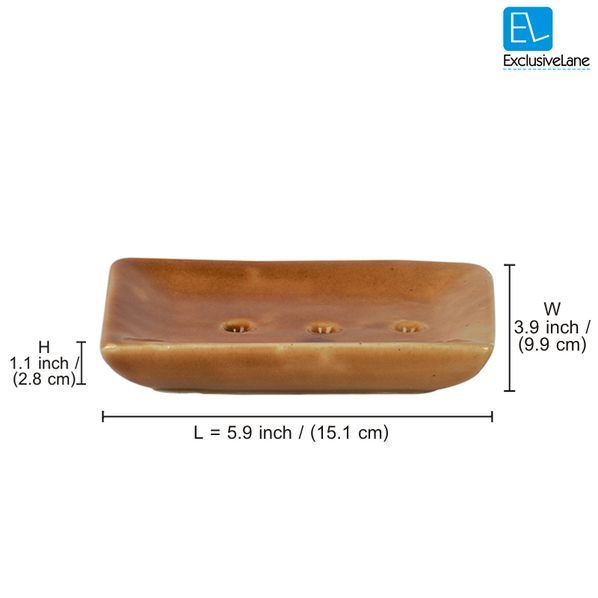 EL
ExclusiveLane
W
3.9 inch /
(9.9 cm)
H
1.1 inch /
(2.8 cm)
L = 5.9 inch / (15.1 cm)